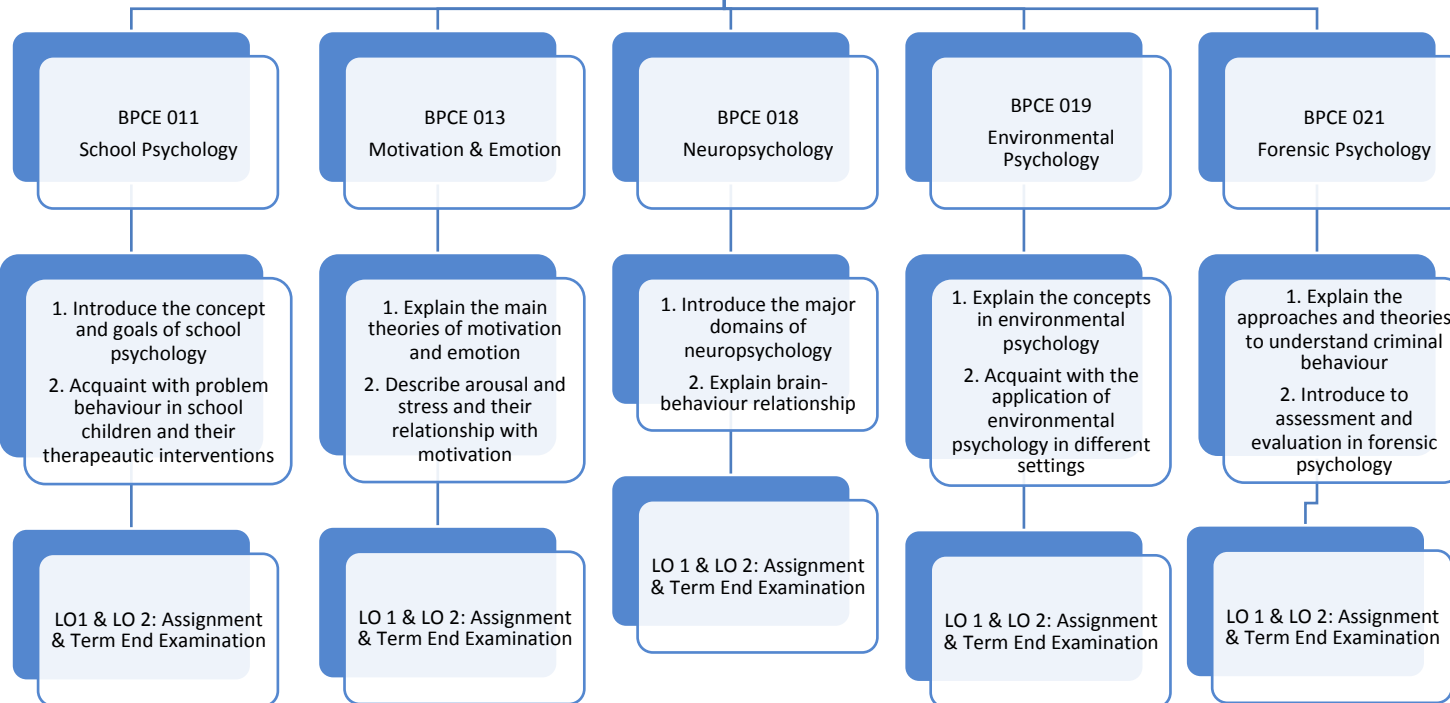 BPCE 011
School Psychology
BPCE 013
Motivation & Emotion
BPCE 018
Neuropsychology
BPCE 019
Environmental
Psychology
BPCE 021
Forensic Psychology
1. Introduce the concept
and goals of school
psychology
2. Acquaint with problem
behaviour in school
children and their
therapeautic interventions
1. Explain the main
theories of motivation
and emotion
2. Describe arousal and
stress and their
relationship with
motivation
1. Introduce the major
domains of
neuropsychology
2. Explain brain-
behaviour relationship
1. Explain the concepts
in environmental
psychology
2. Acquaint with the
application of
environmental
psychology in different
settings
1. Explain the
approaches and theories
to understand criminal
behaviour
2. Introduce to
assessment and
evaluation in forensic
psychology
LO1 & LO 2: Assignment
& Term End Examination
LO 1 & LO 2: Assignment
& Term End Examination
LO 1 & LO 2: Assignment
& Term End Examination
LO 1 & LO 2: Assignment
& Term End Examination
LO 1 & LO 2: Assignment
& Term End Examination